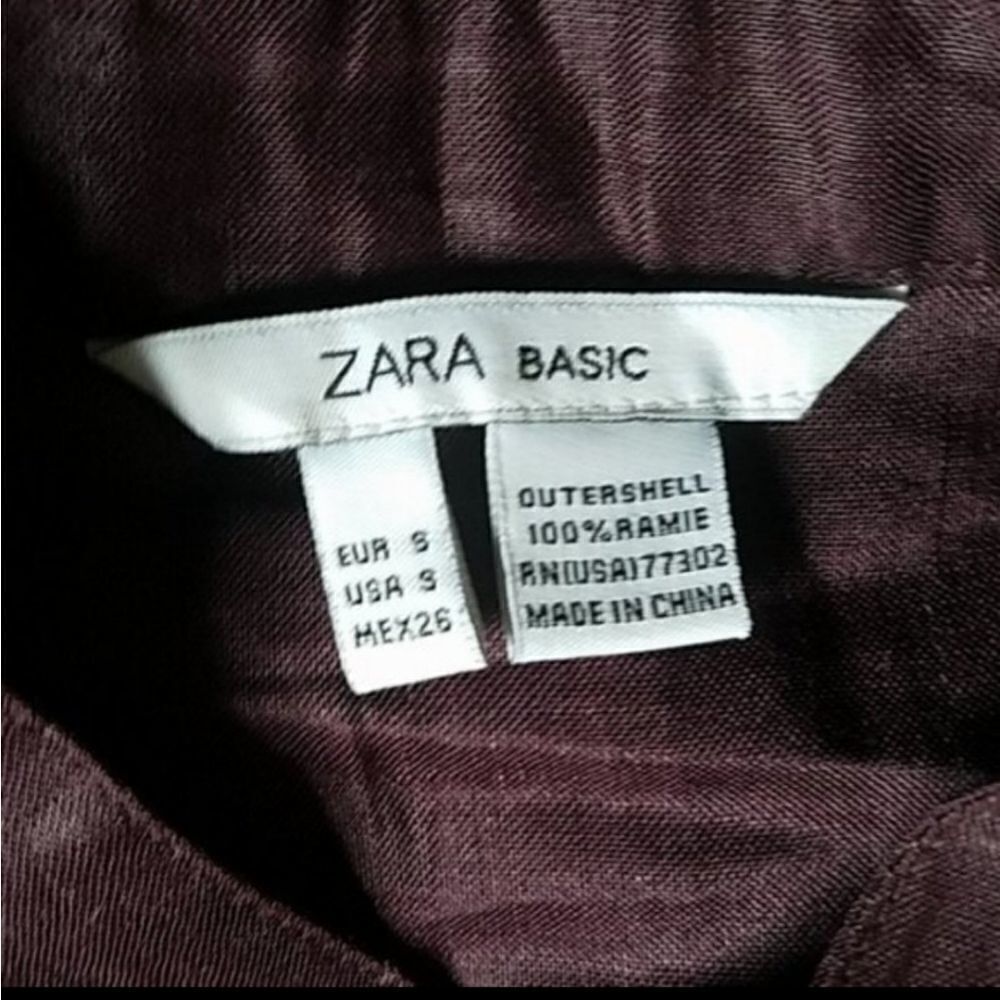 ZARA BASIC
EUR S
USA S
MEX26
OUTERSHELL
100%RAMIE
RN(USA)77302
MADE IN CHINA